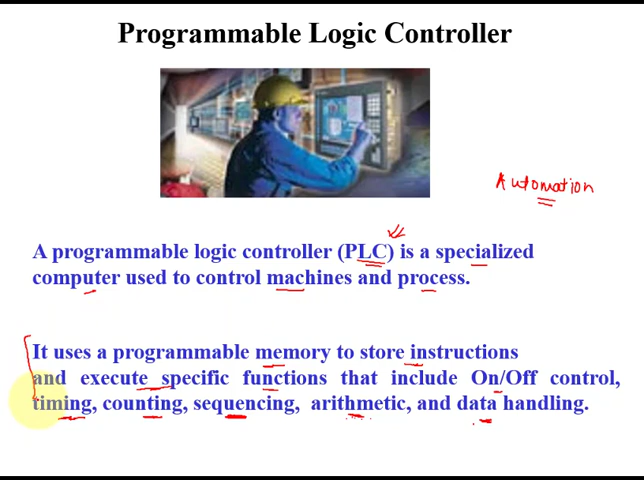 Programmable Logic Controller
Automation
A programmable logic controller (PLC) is a specialized
computer used to control machines and process.
It uses a programmable memory to store instructions
and execute specific functions that include On/Off control,
timing, counting, sequencing, arithmetic, and data handling.